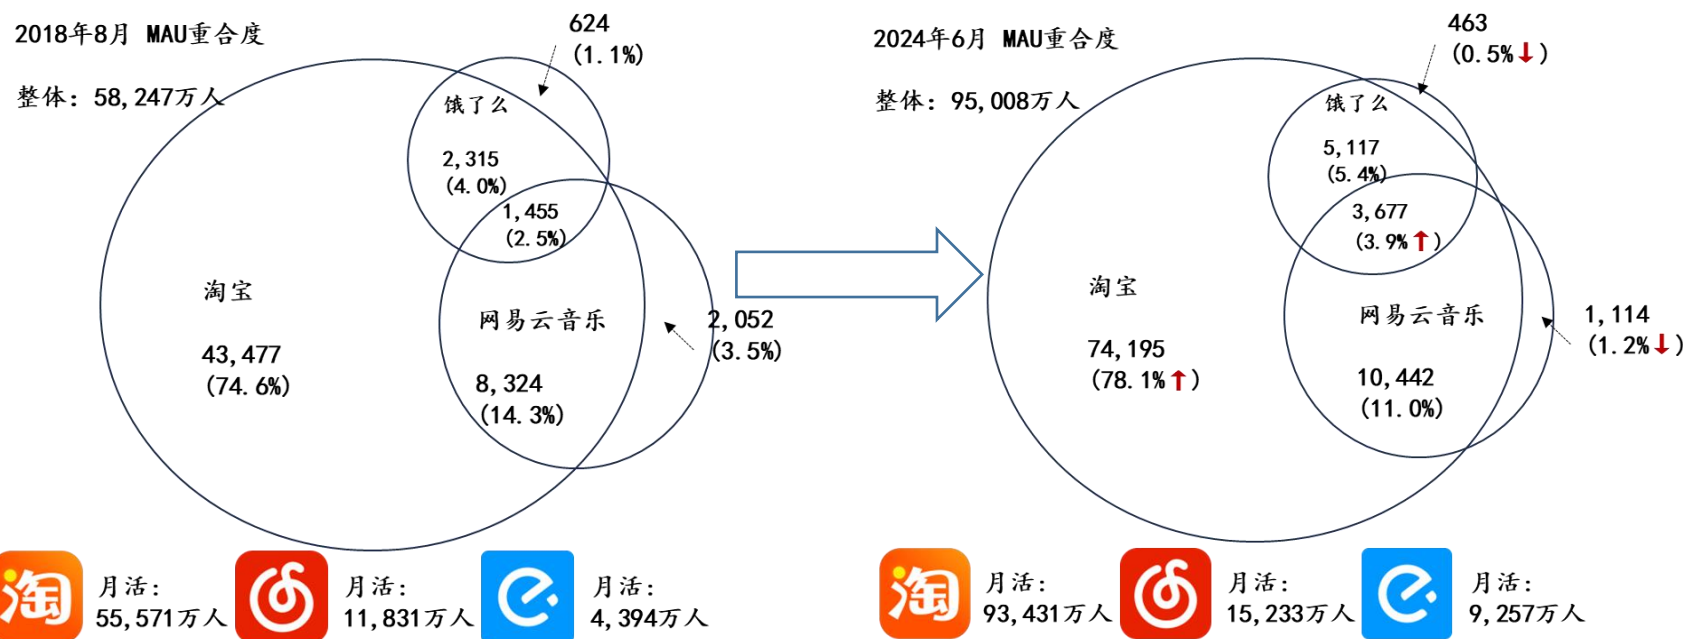 2018年8月 MAU重合度
整体：58,247万人
624
(1.1%)
饿了么
2,315
(4.0%)
1,455
(2.5%)
淘宝
43,477
(74.6%)
网易云音乐
8,324
(14.3%)
2,052
(3.5%)
淘
月活：
55,571万人
月活：
11,831万人
e
月活：
4,394万人
2024年6月 MAU重合度
整体：95,008万人
463
(0.5%↓)
饿了么
5,117
(5.4%)
3,677
(3.9%↑)
淘宝
74,195
(78.1%↑)
网易云音乐
10,442
(11.0%)
1,114
(1.2%↓)
淘
月活：
93,431万人
月活：
15,233万人
e
月活：
9,257万人